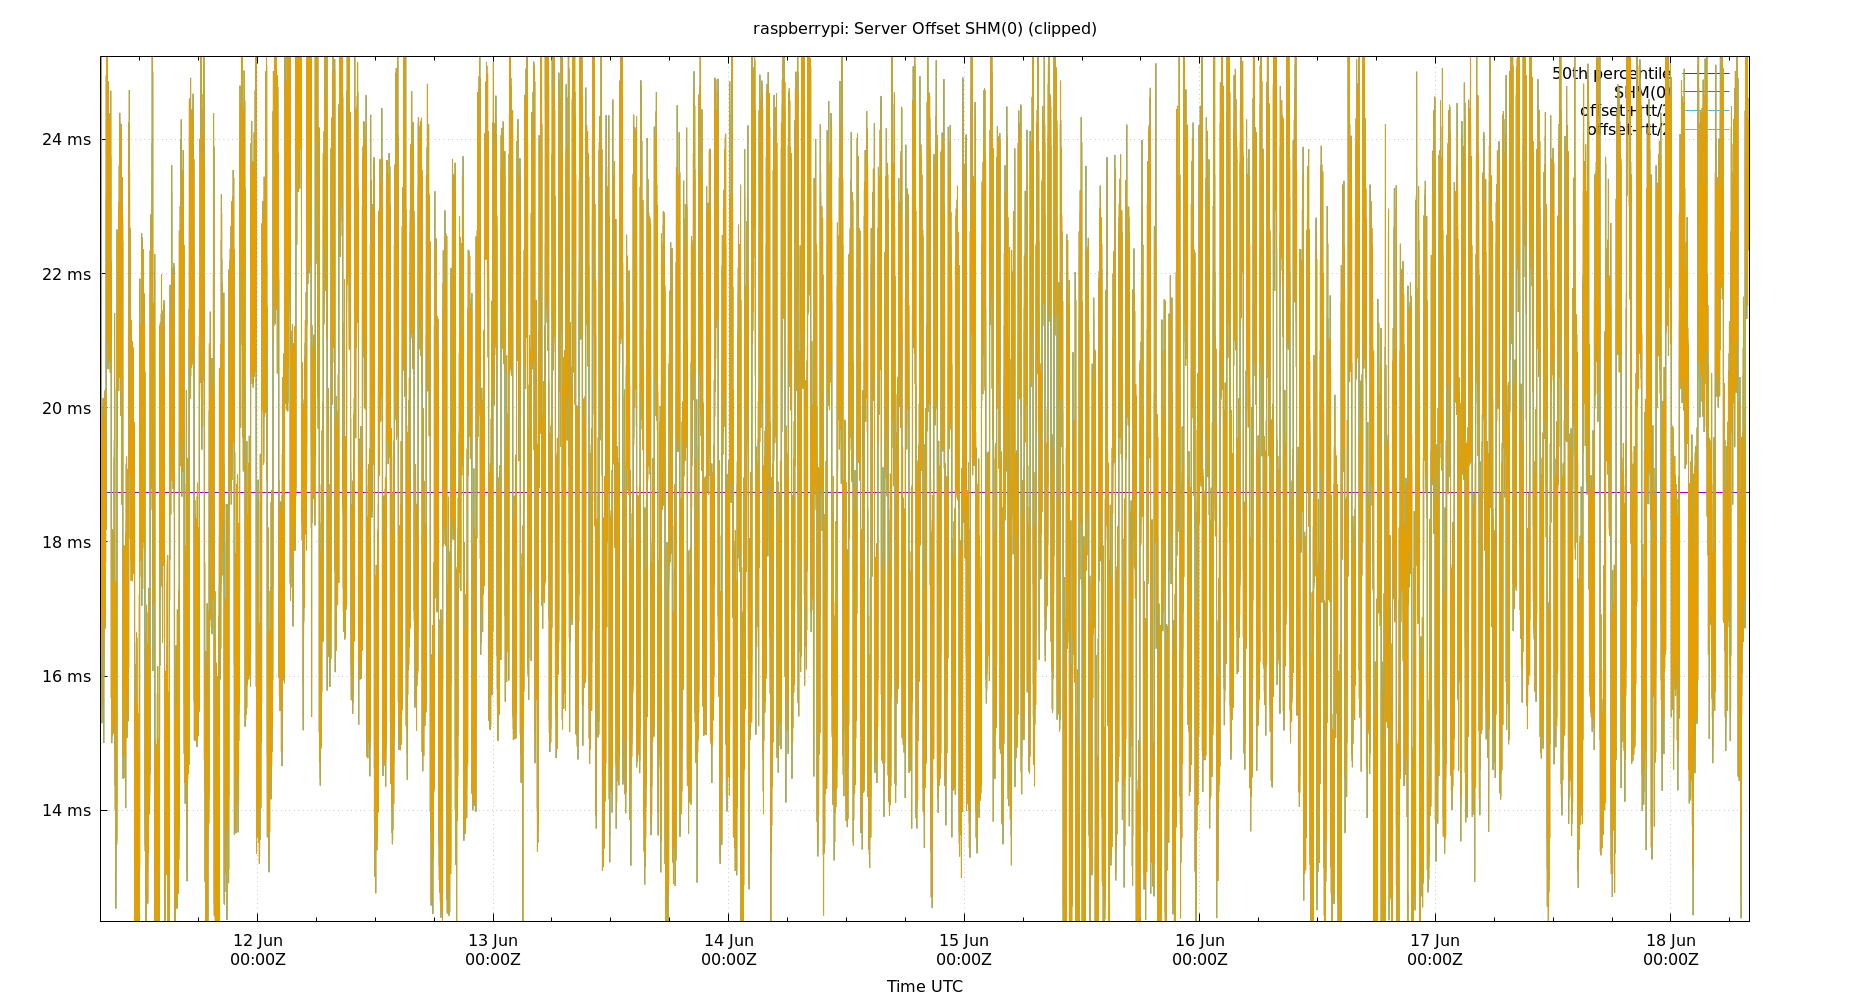 raspberrypi: Server Offset SHM(0) (clipped)
50th percentile
SHM(0)
offset+rtt/2
offset-rtt/2
24 ms
22 ms
20 ms
18 ms
16 ms
14 ms
12 Jun 13 Jun 14 Jun 15 Jun 16 Jun 17 Jun 18 Jun
00:00Z 00:00Z 00:00Z 00:00Z 00:00Z 00:00Z 00:00Z
Time UTC